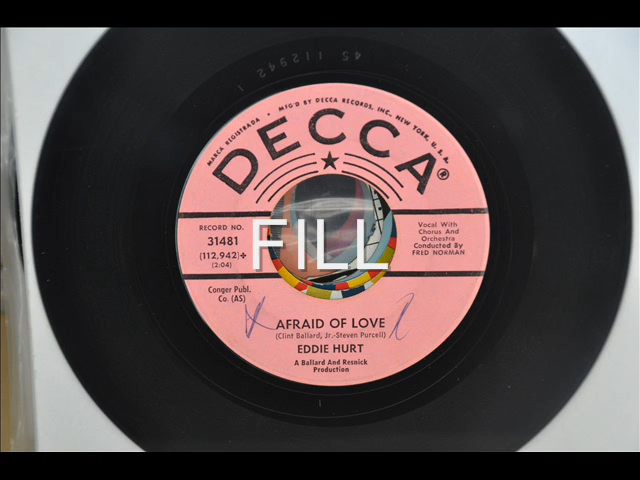 45 112942
MARCA REGISTRADA • MFG'D BY DECCA RECORDS, INC., NEW YORK, U.S.A.
DECCA®
RECORD NO.
31481
(112,942)+
(2:04)
Vocal With
Chorus And
Orchestra
Conducted By
FRED NORMAN
FILL
Conger Publ.
Co. (AS)
AFRAID OF LOVE
(Clint Ballard, Jr.-Steven Purcell)
EDDIE HURT
A Ballard And Resnick
Production